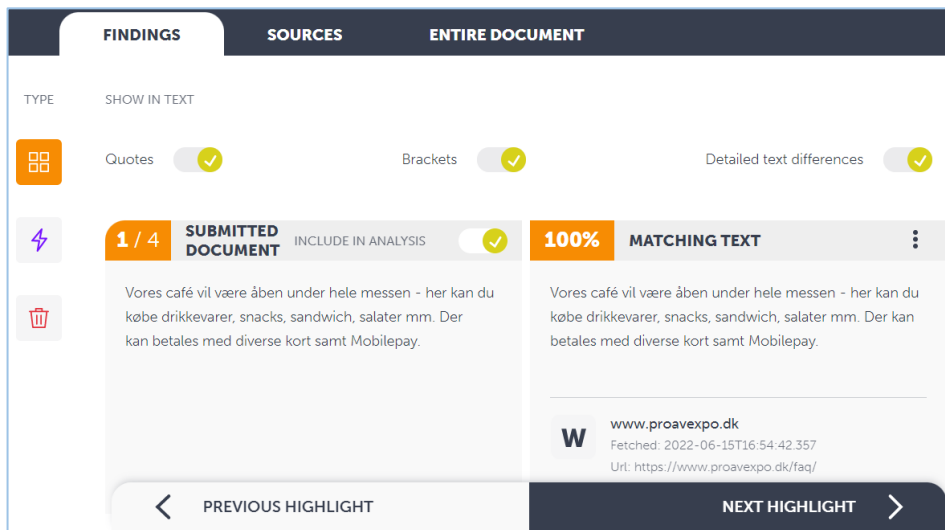 FINDINGS SOURCES ENTIRE DOCUMENT
TYPE SHOW IN TEXT
Quotes Brackets Detailed text differences
1 / 4 SUBMITTED DOCUMENT INCLUDE IN ANALYSIS
Vores café vil være åben under hele messen - her kan du
købe drikkevarer, snacks, sandwich, salater mm. Der
kan betales med diverse kort samt Mobilepay.
100% MATCHING TEXT
Vores café vil være åben under hele messen - her kan du
købe drikkevarer, snacks, sandwich, salater mm. Der kan
betales med diverse kort samt Mobilepay.
W
www.proavexpo.dk
Fetched: 2022-06-15T16:54:42.357
Url: https://www.proavexpo.dk/faq/
PREVIOUS HIGHLIGHT NEXT HIGHLIGHT